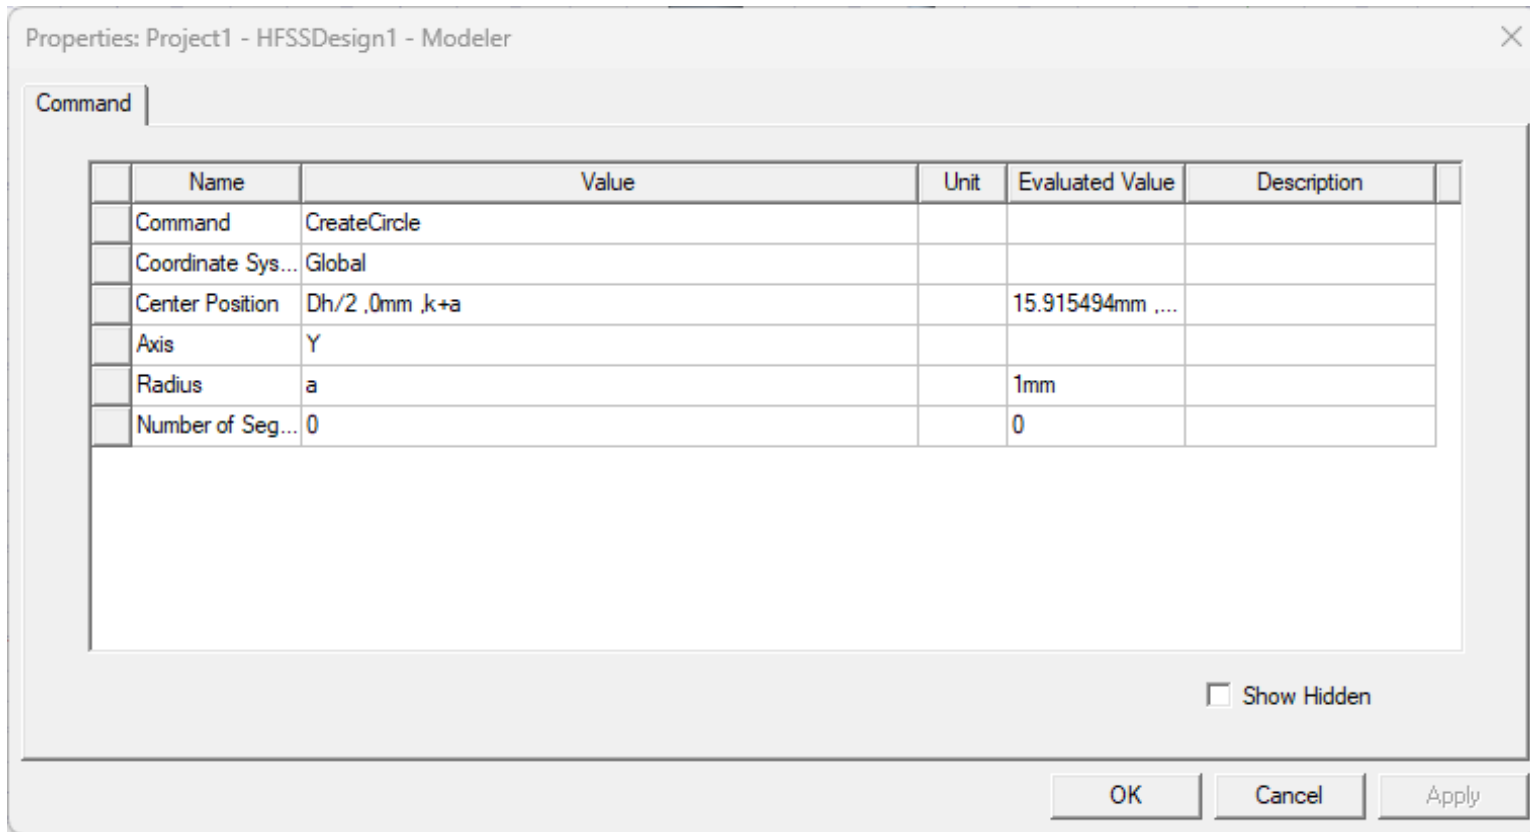 Properties: Project1 - HFSSDesign1 - Modeler
Command
Name Value Unit Evaluated Value Description
Command CreateCircle
Coordinate Sys... Global
Center Position Dh/2 ,0mm ,k+a 15.915494mm ,...
Axis Y
Radius a 1mm
Number of Seg... 0 0
Show Hidden
OK Cancel Apply